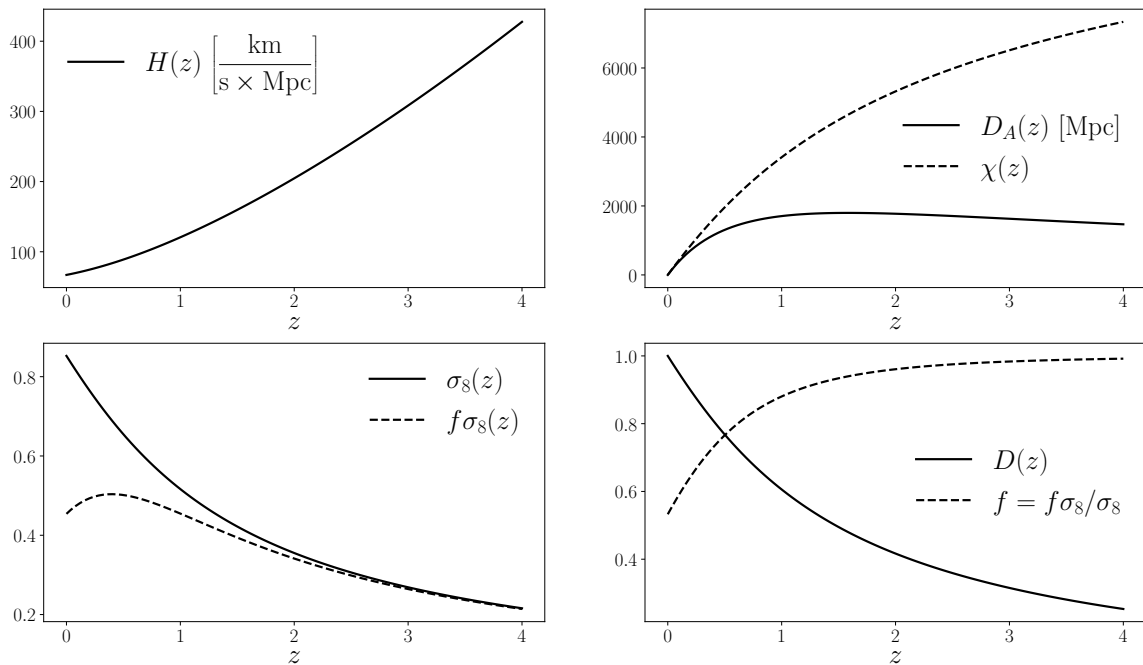 400
300
200
100
H(z) [km / s × Mpc]
0 1 2 3 4
z
6000
4000
2000
0
D_A(z) [Mpc]
χ(z)
0 1 2 3 4
z
0.8
0.6
0.4
0.2
σ_8(z)
fσ_8(z)
0 1 2 3 4
z
1.0
0.8
0.6
0.4
D(z)
f = fσ_8/σ_8
0 1 2 3 4
z